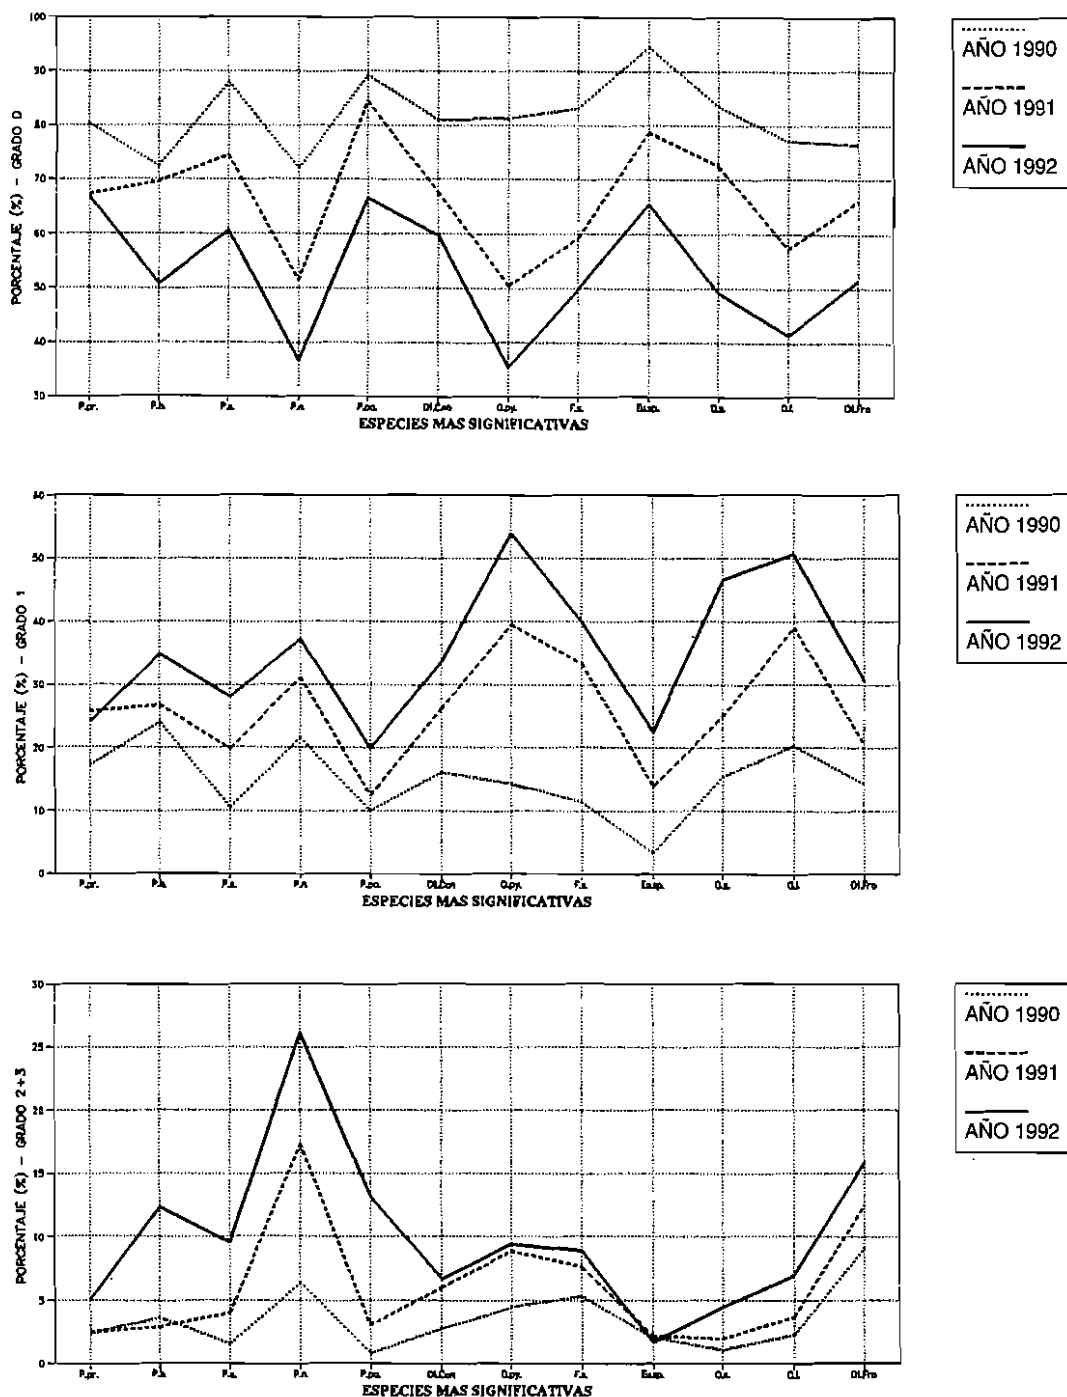 100
90
80
70
60
50
40
30
PORCENTAJE (%) - GRADO 0
P.pr. P.h. P.s. P.n. P.pa. Ot.Con Q.py. F.s. Eu.sp. Q.s. Q.i. Ot.Fro
ESPECIES MAS SIGNIFICATIVAS
AÑO 1990
AÑO 1991
AÑO 1992
60
50
40
30
20
10
0
PORCENTAJE (%) - GRADO 1
P.pr. P.h. P.s. P.n. P.pa. Ot.Con Q.py. F.s. Eu.sp. Q.s. Q.i. Ot.Fro
ESPECIES MAS SIGNIFICATIVAS
AÑO 1990
AÑO 1991
AÑO 1992
30
25
20
15
10
5
0
PORCENTAJE (%) - GRADO 2+3
P.pr. P.h. P.s. P.n. P.pa. Ot.Con Q.py. F.s. Eu.sp. Q.s. Q.i. Ot.Fro
ESPECIES MAS SIGNIFICATIVAS
AÑO 1990
AÑO 1991
AÑO 1992